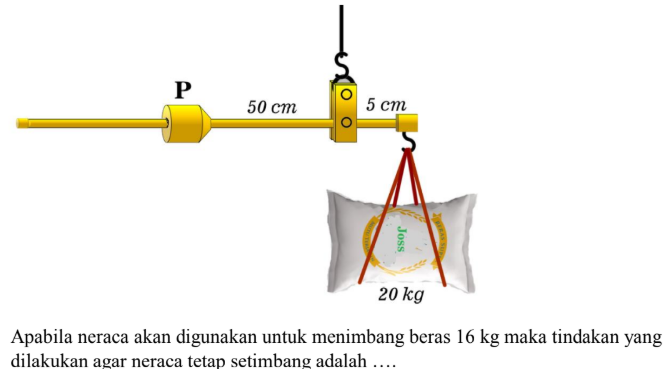 P
50 cm
5 cm
Joss
20 kg
Apabila neraca akan digunakan untuk menimbang beras 16 kg maka tindakan yang
dilakukan agar neraca tetap setimbang adalah ….